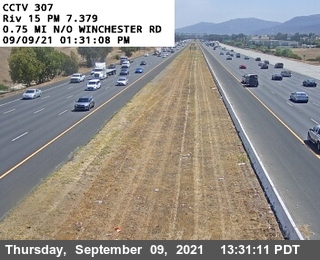 CCTV 307
Riv 15 PM 7.379
0.75 MI N/O WINCHESTER RD
09/09/21 01:31:08 PM
Thursday, September 09, 2021 13:31:11 PDT